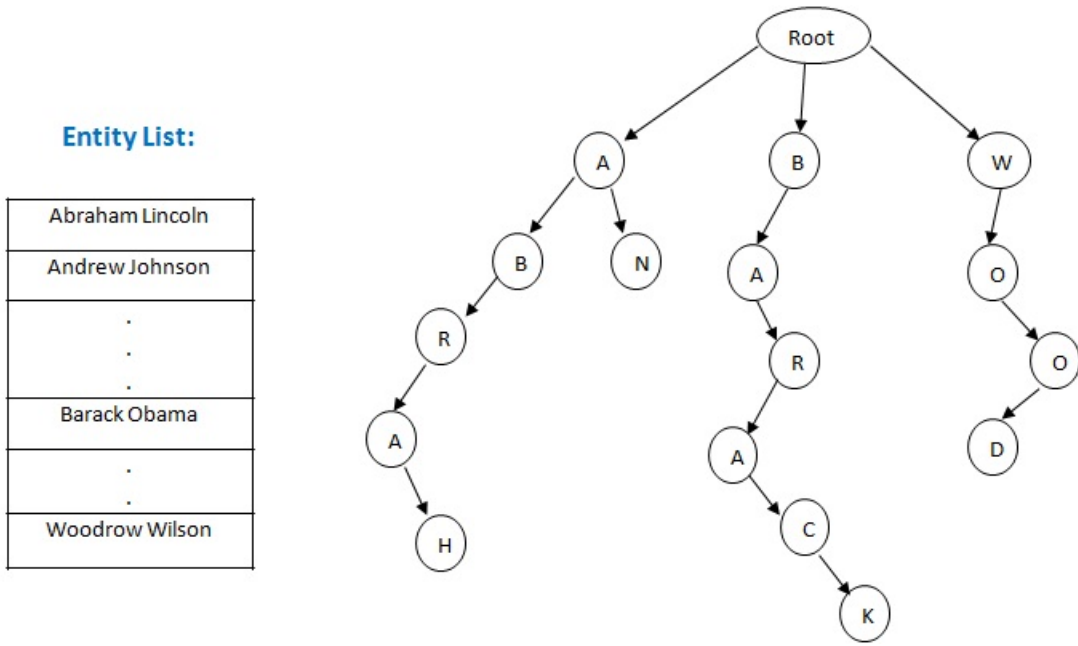 Entity List:
Abraham Lincoln
Andrew Johnson
.
.
.
Barack Obama
.
.
Woodrow Wilson
Root
A
B
W
B
N
A
O
R
R
O
A
A
D
H
C
K